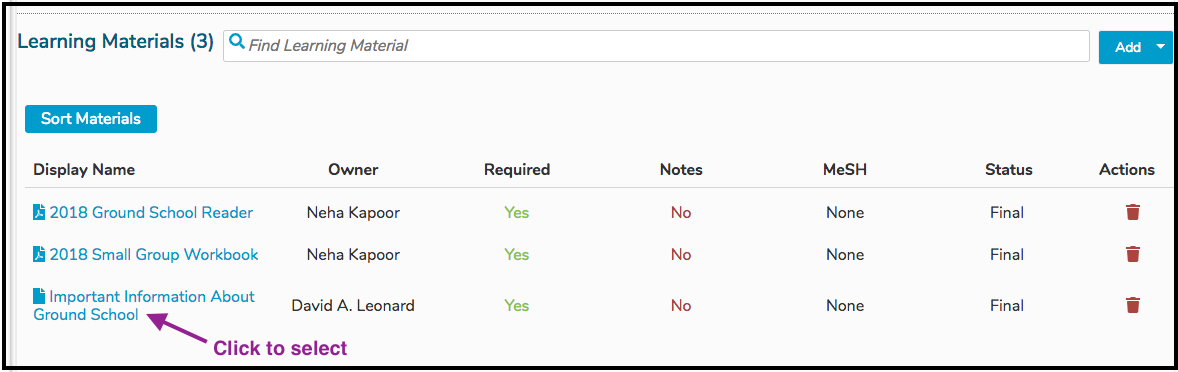 Learning Materials (3)
Find Learning Material
Add
Sort Materials
Display Name Owner Required Notes MeSH Status Actions
2018 Ground School Reader Neha Kapoor Yes No None Final
2018 Small Group Workbook Neha Kapoor Yes No None Final
Important Information About
Ground School David A. Leonard Yes No None Final
Click to select